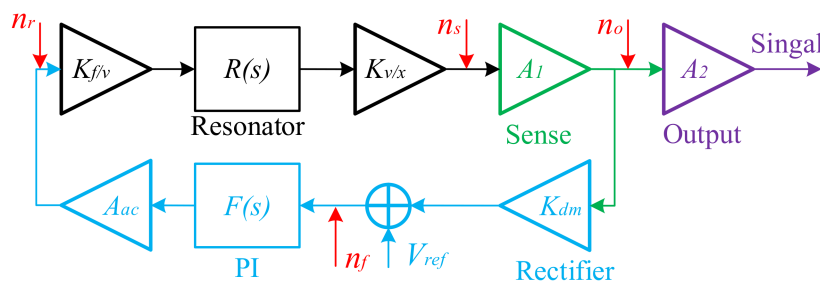 n_r
n_s
n_o
Singal
K_f/v
R(s)
K_v/x
A_1
A_2
Resonator
Sense
Output
A_ac
F(s)
K_dm
n_f
V_ref
PI
Rectifier